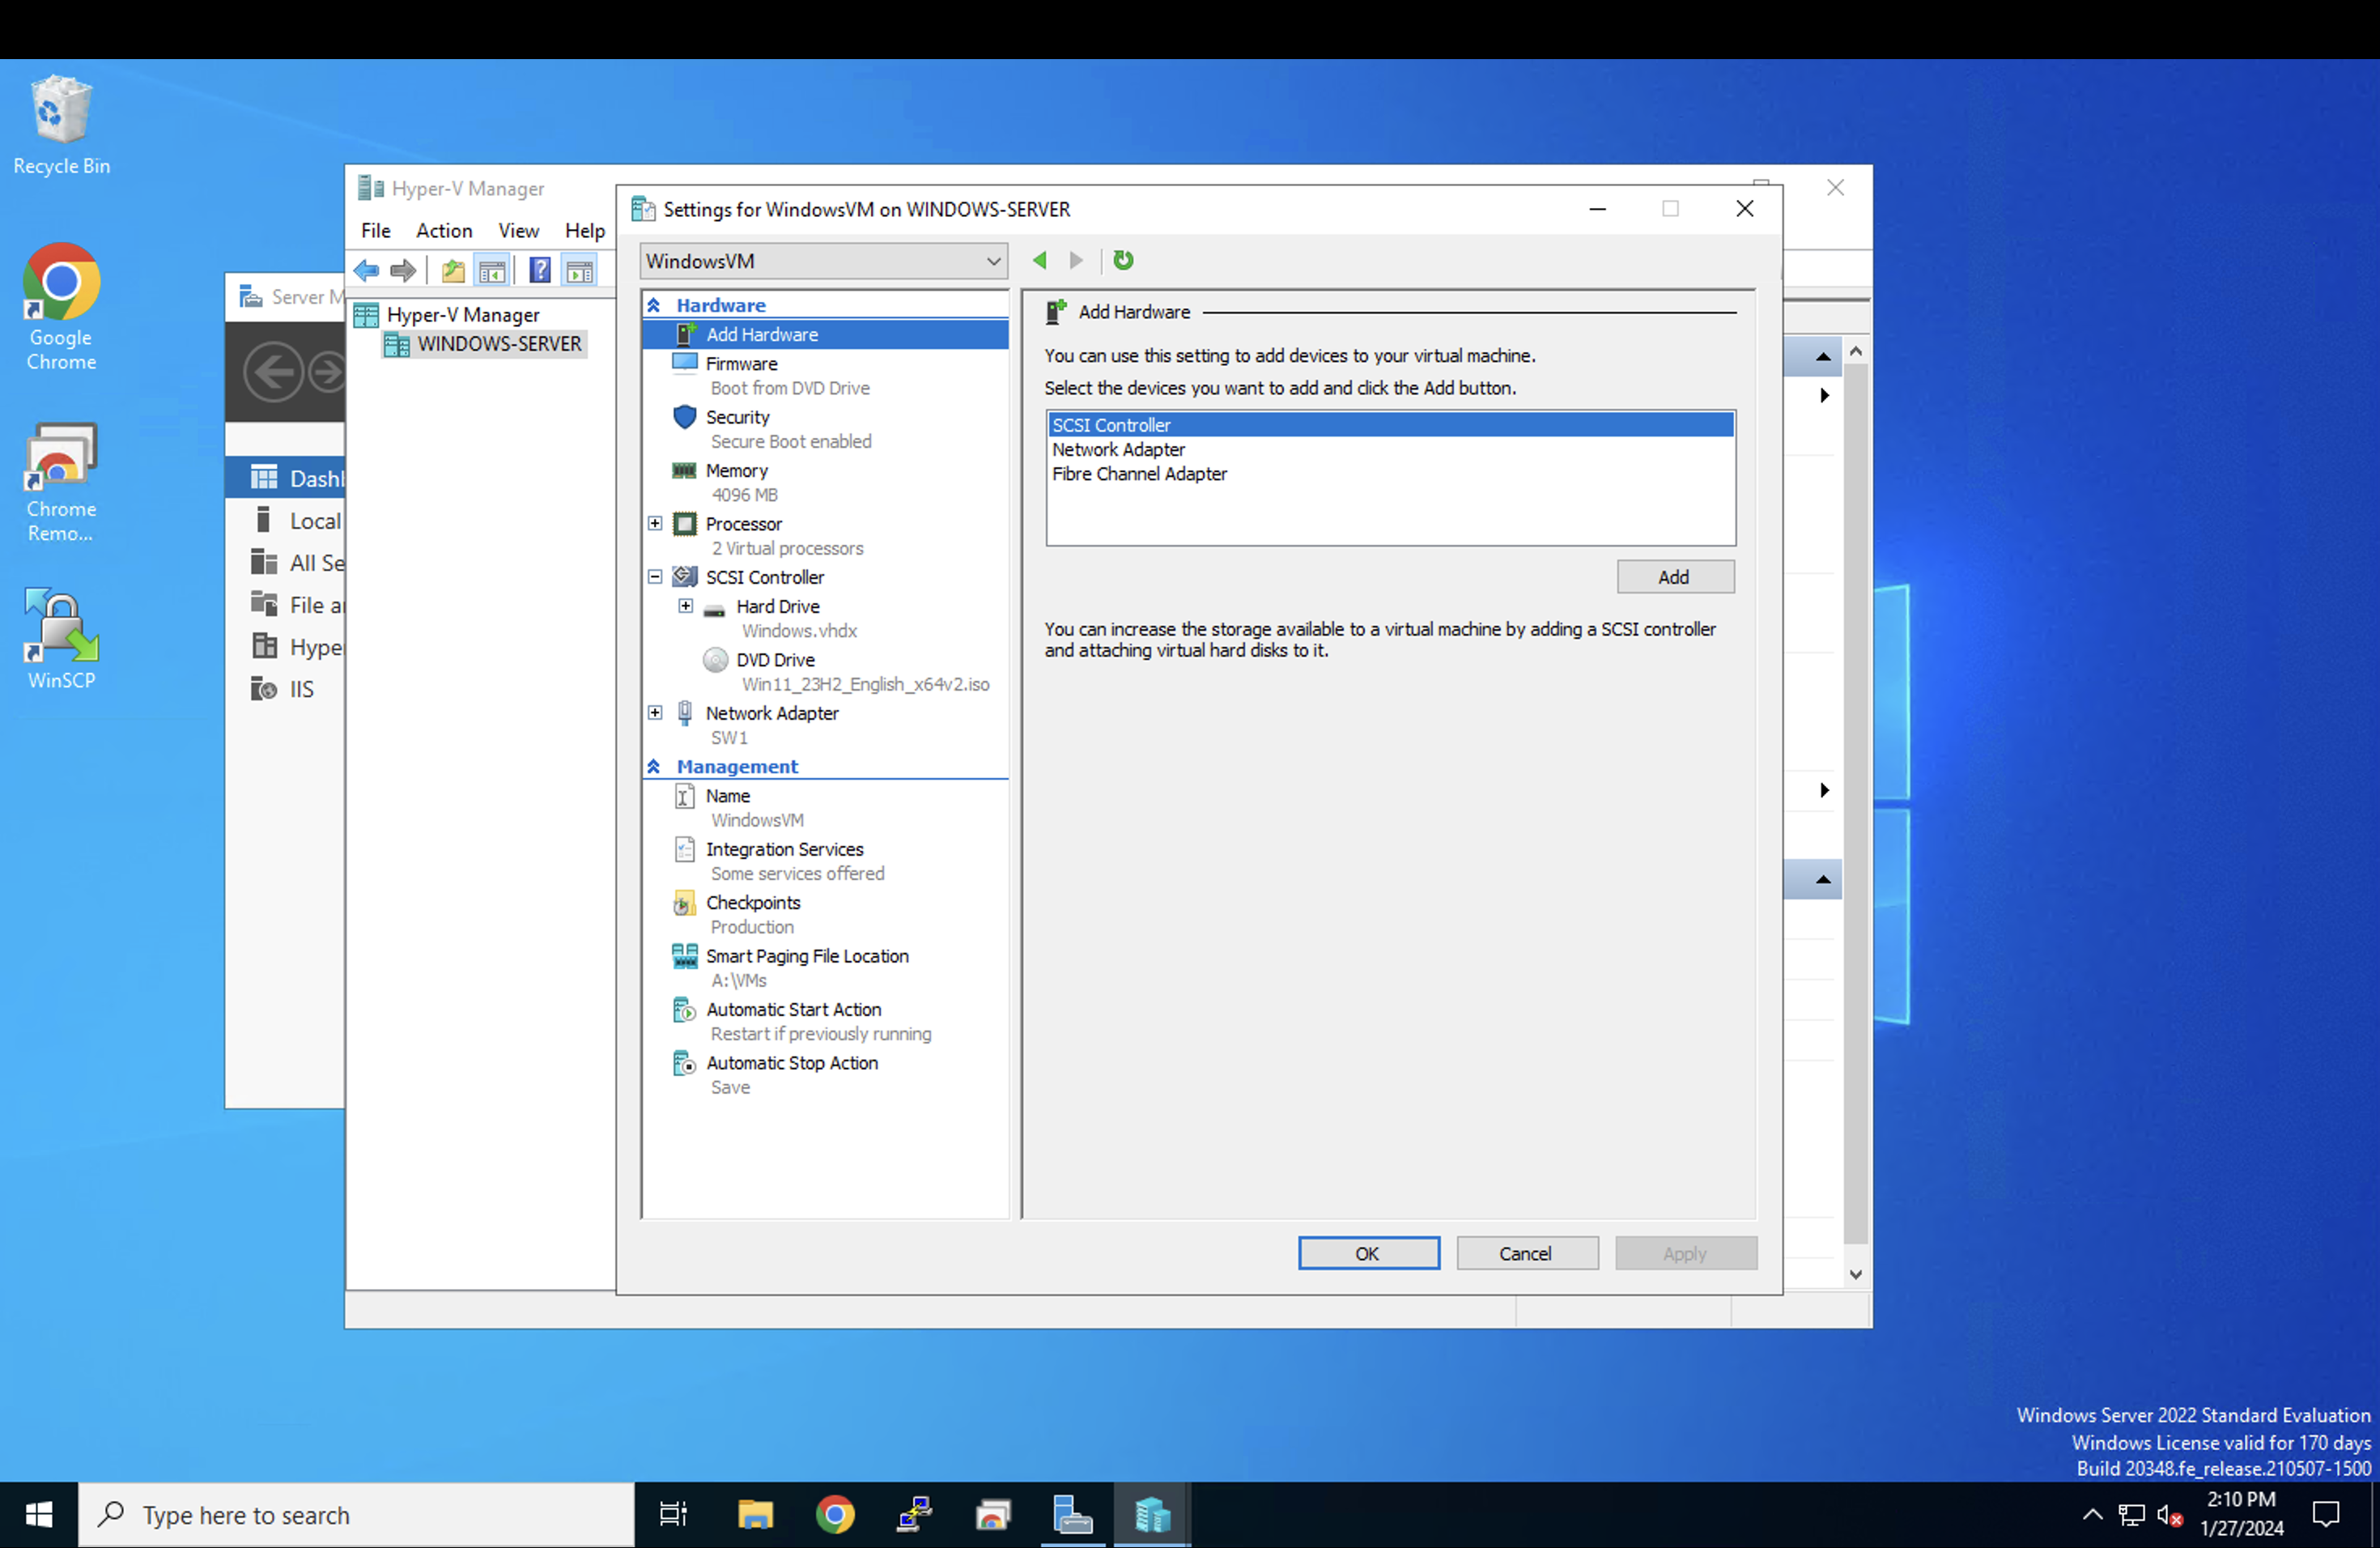 Recycle Bin
Google
Chrome
Chrome
Remo...
WinSCP
Server M
Dashb
Local
All Se
File a
Hype
IIS
Hyper-V Manager
File Action View Help
Hyper-V Manager
WINDOWS-SERVER
Settings for WindowsVM on WINDOWS-SERVER
WindowsVM
Hardware
Add Hardware
Firmware
Boot from DVD Drive
Security
Secure Boot enabled
Memory
4096 MB
Processor
2 Virtual processors
SCSI Controller
Hard Drive
Windows.vhdx
DVD Drive
Win11_23H2_English_x64v2.iso
Network Adapter
SW1
Management
Name
WindowsVM
Integration Services
Some services offered
Checkpoints
Production
Smart Paging File Location
A:\VMs
Automatic Start Action
Restart if previously running
Automatic Stop Action
Save
Add Hardware
You can use this setting to add devices to your virtual machine.
Select the devices you want to add and click the Add button.
SCSI Controller
Network Adapter
Fibre Channel Adapter
Add
You can increase the storage available to a virtual machine by adding a SCSI controller
and attaching virtual hard disks to it.
OK Cancel Apply
Windows Server 2022 Standard Evaluation
Windows License valid for 170 days
Build 20348.fe_release.210507-1500
Type here to search
2:10 PM
1/27/2024